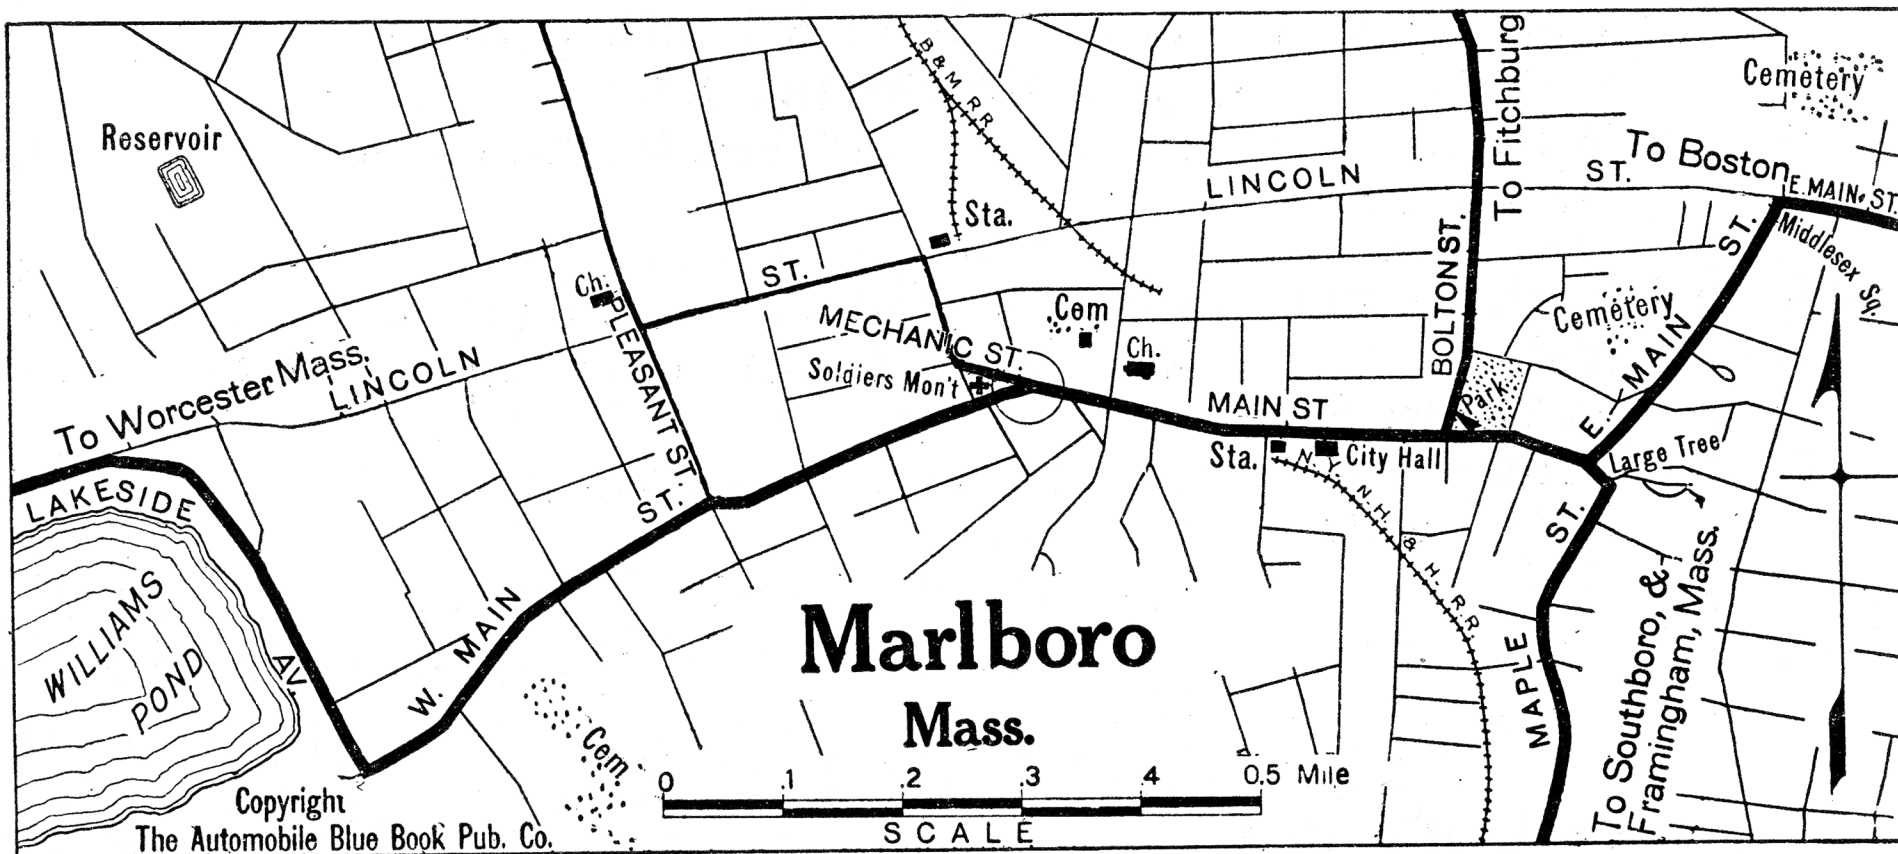 Reservoir
B. & M. R. R.
To Fitchburg
Cemetery
To Boston
LINCOLN ST.
E. MAIN. ST.
Sta.
Middlesex Sq.
Ch.
ST.
BOLTON ST.
Cem
Cemetery
MECHANIC ST.
Soldiers Mon't
Ch.
Park
E. MAIN ST.
To Worcester Mass.
LINCOLN
PLEASANT ST.
MAIN ST
Sta.
City Hall
Large Tree
N. Y. N. H. & H. R. R.
LAKESIDE AV.
WILLIAMS
POND
W. MAIN ST.
MAPLE ST.
To Southboro, &
Framingham, Mass.
Marlboro
Mass.
Cem.
0 .1 .2 .3 .4 0.5 Mile
SCALE
Copyright
The Automobile Blue Book Pub. Co.